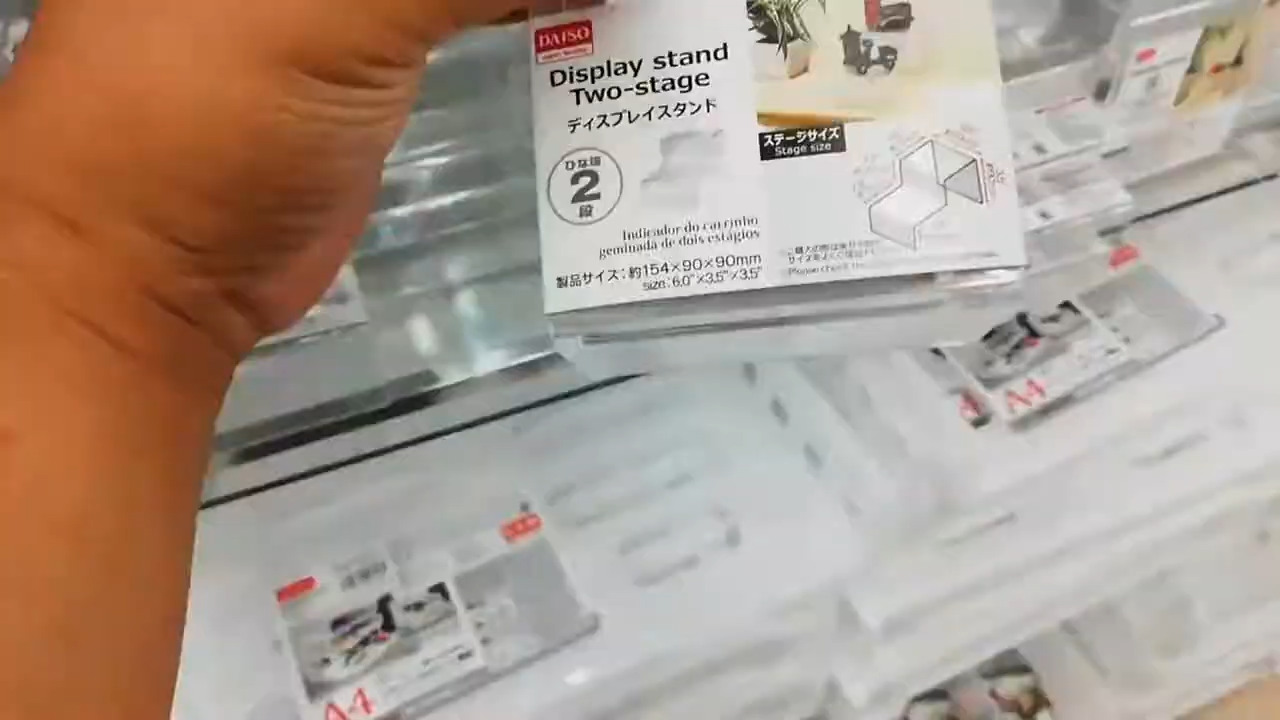 DAISO
Display stand
Two-stage
ディスプレイスタンド
ひな壇
2
段
ステージサイズ
Stage size
Indicador do carrinho
geminada de dois estágios
製品サイズ：約154×90×90mm
size: 6.0"×3.5"×3.5"
A4
A4